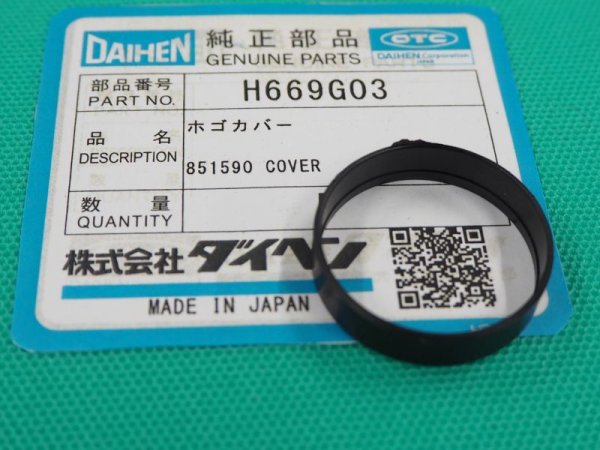 DAIHEN
純正部品
GENUINE PARTS
OTC
DAIHEN Corporation
JAPAN
部品番号
PART NO.
H669G03
品 名
DESCRIPTION
ホゴカバー
851590 COVER
数 量
QUANTITY
株式会社 ダイヘン
MADE IN JAPAN